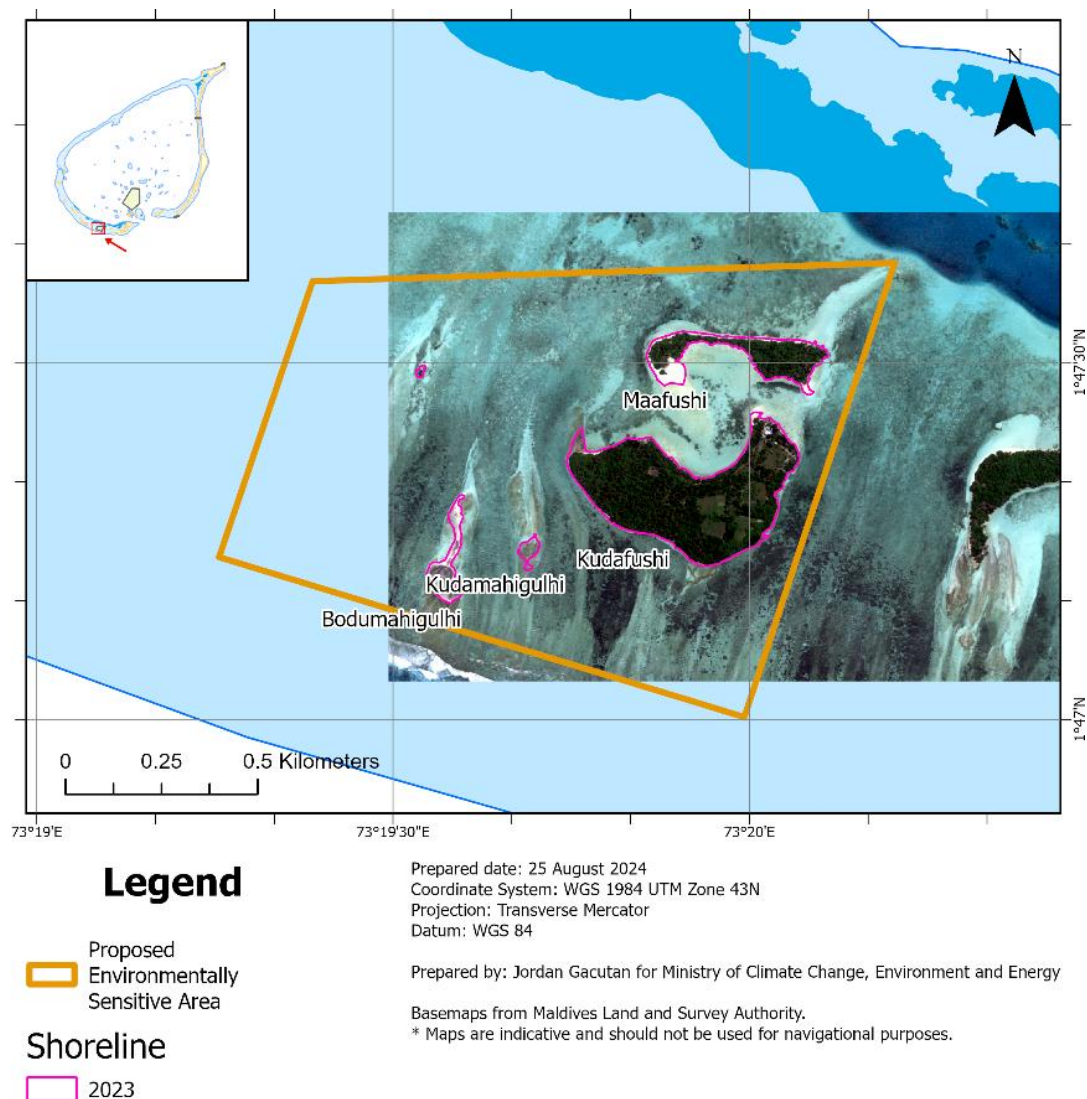 N
Maafushi
Kudafushi
Kudamahigulhi
Bodumahigulhi
1°47'30"N
1°47'N
0 0.25 0.5 Kilometers
73°19'E 73°19'30"E 73°20'E
Legend
Proposed
Environmentally
Sensitive Area
Shoreline
2023
Prepared date: 25 August 2024
Coordinate System: WGS 1984 UTM Zone 43N
Projection: Transverse Mercator
Datum: WGS 84
Prepared by: Jordan Gacutan for Ministry of Climate Change, Environment and Energy
Basemaps from Maldives Land and Survey Authority.
* Maps are indicative and should not be used for navigational purposes.